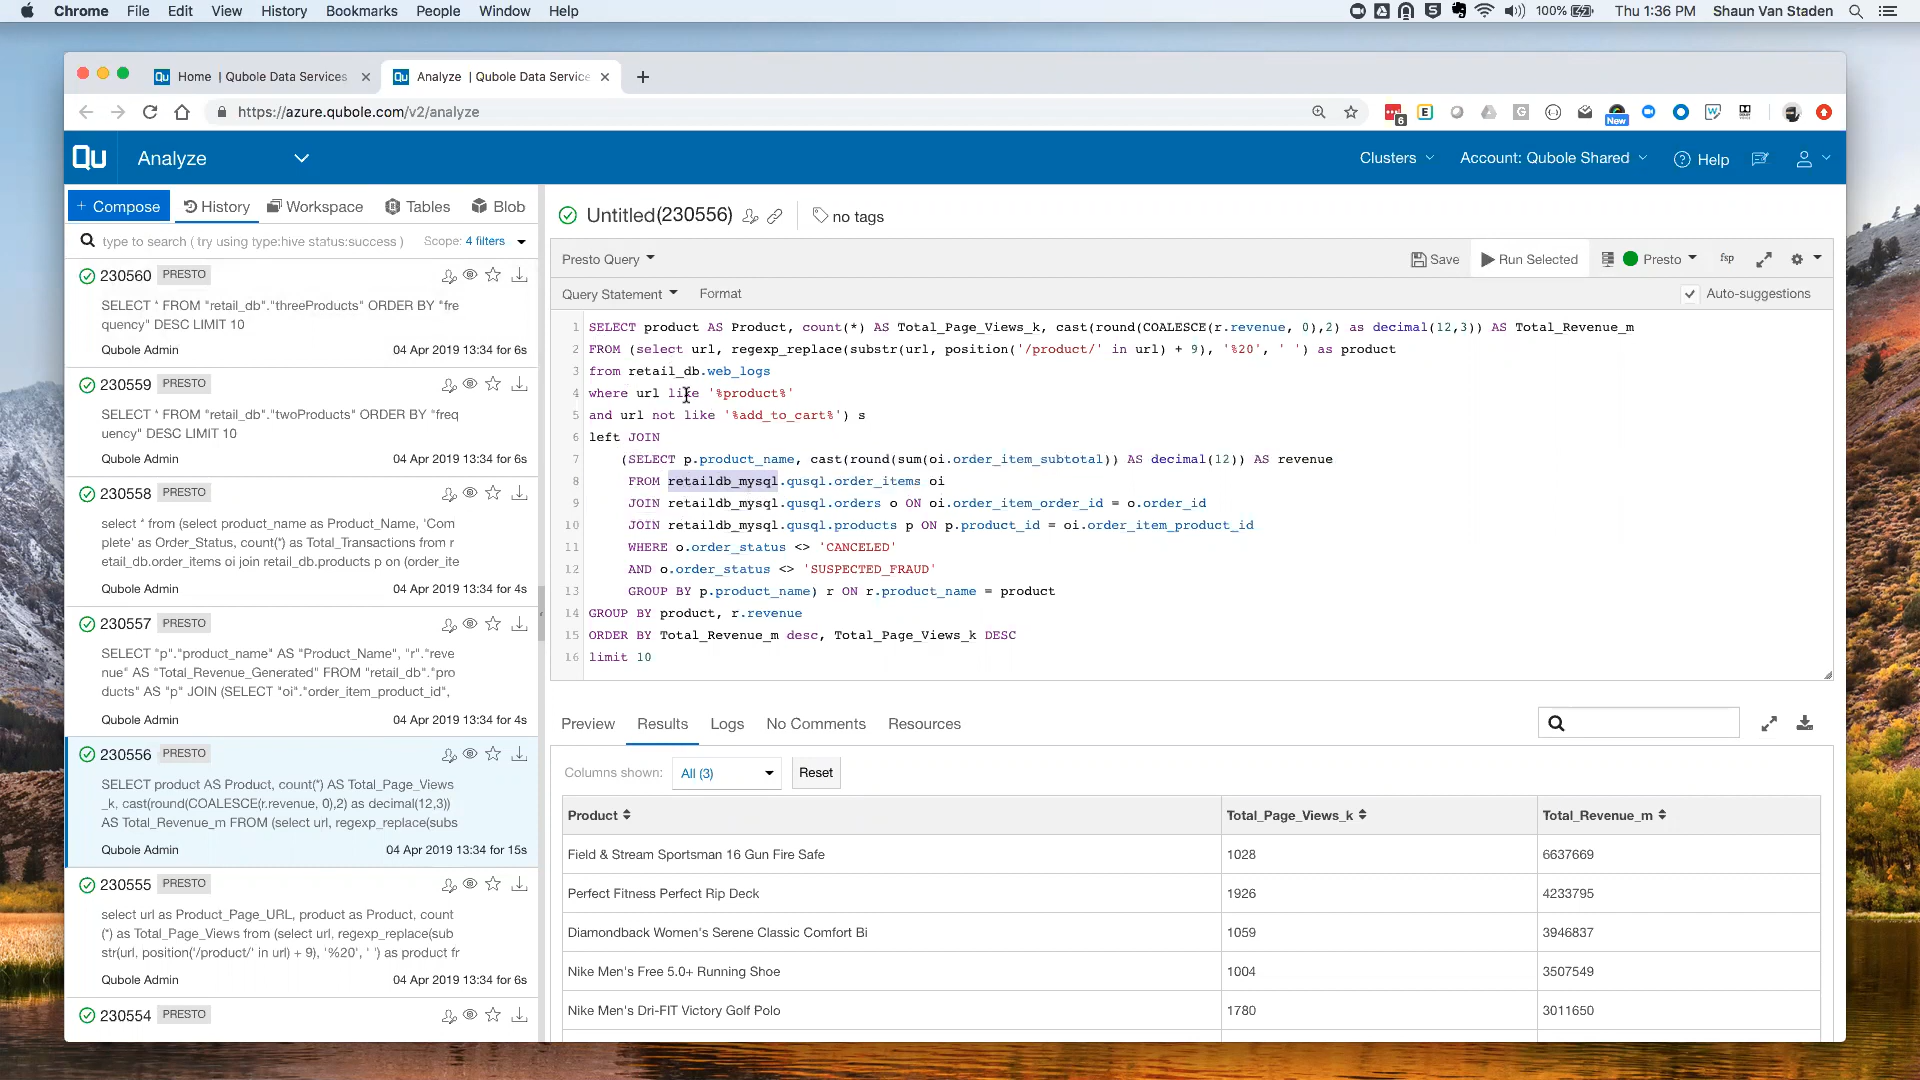 Chrome File Edit View History Bookmarks People Window Help
100% Thu 1:36 PM Shaun Van Staden
Home | Qubole Data Services
Analyze | Qubole Data Service
https://azure.qubole.com/v2/analyze
6
New
Qu Analyze
Clusters Account: Qubole Shared Help
+ Compose History Workspace Tables Blob
type to search ( try using type:hive status:success ) Scope: 4 filters
230560 PRESTO
SELECT * FROM "retail_db"."threeProducts" ORDER BY "fre
quency" DESC LIMIT 10
Qubole Admin 04 Apr 2019 13:34 for 6s
230559 PRESTO
SELECT * FROM "retail_db"."twoProducts" ORDER BY "freq
uency" DESC LIMIT 10
Qubole Admin 04 Apr 2019 13:34 for 6s
230558 PRESTO
select * from (select product_name as Product_Name, 'Com
plete' as Order_Status, count(*) as Total_Transactions from r
etail_db.order_items oi join retail_db.products p on (order_ite
Qubole Admin 04 Apr 2019 13:34 for 4s
230557 PRESTO
SELECT "p"."product_name" AS "Product_Name", "r"."reve
nue" AS "Total_Revenue_Generated" FROM "retail_db"."pro
ducts" AS "p" JOIN (SELECT "oi"."order_item_product_id",
Qubole Admin 04 Apr 2019 13:34 for 4s
230556 PRESTO
SELECT product AS Product, count(*) AS Total_Page_Views
_k, cast(round(COALESCE(r.revenue, 0),2) as decimal(12,3))
AS Total_Revenue_m FROM (select url, regexp_replace(subs
Qubole Admin 04 Apr 2019 13:34 for 15s
230555 PRESTO
select url as Product_Page_URL, product as Product, count
(*) as Total_Page_Views from (select url, regexp_replace(sub
str(url, position('/product/' in url) + 9), '%20', ' ') as product fr
Qubole Admin 04 Apr 2019 13:34 for 6s
230554 PRESTO
Untitled(230556) no tags
Presto Query Save Run Selected Presto fsp
Query Statement Format Auto-suggestions
1 SELECT product AS Product, count(*) AS Total_Page_Views_k, cast(round(COALESCE(r.revenue, 0),2) as decimal(12,3)) AS Total_Revenue_m
2 FROM (select url, regexp_replace(substr(url, position('/product/' in url) + 9), '%20', ' ') as product
3 from retail_db.web_logs
4 where url like '%product%'
5 and url not like '%add_to_cart%') s
6 left JOIN
7 (SELECT p.product_name, cast(round(sum(oi.order_item_subtotal)) AS decimal(12)) AS revenue
8 FROM retaildb_mysql.qusql.order_items oi
9 JOIN retaildb_mysql.qusql.orders o ON oi.order_item_order_id = o.order_id
10 JOIN retaildb_mysql.qusql.products p ON p.product_id = oi.order_item_product_id
11 WHERE o.order_status <> 'CANCELED'
12 AND o.order_status <> 'SUSPECTED_FRAUD'
13 GROUP BY p.product_name) r ON r.product_name = product
14 GROUP BY product, r.revenue
15 ORDER BY Total_Revenue_m desc, Total_Page_Views_k DESC
16 limit 10
Preview Results Logs No Comments Resources
Columns shown: All (3) Reset
Product Total_Page_Views_k Total_Revenue_m
Field & Stream Sportsman 16 Gun Fire Safe 1028 6637669
Perfect Fitness Perfect Rip Deck 1926 4233795
Diamondback Women's Serene Classic Comfort Bi 1059 3946837
Nike Men's Free 5.0+ Running Shoe 1004 3507549
Nike Men's Dri-FIT Victory Golf Polo 1780 3011650